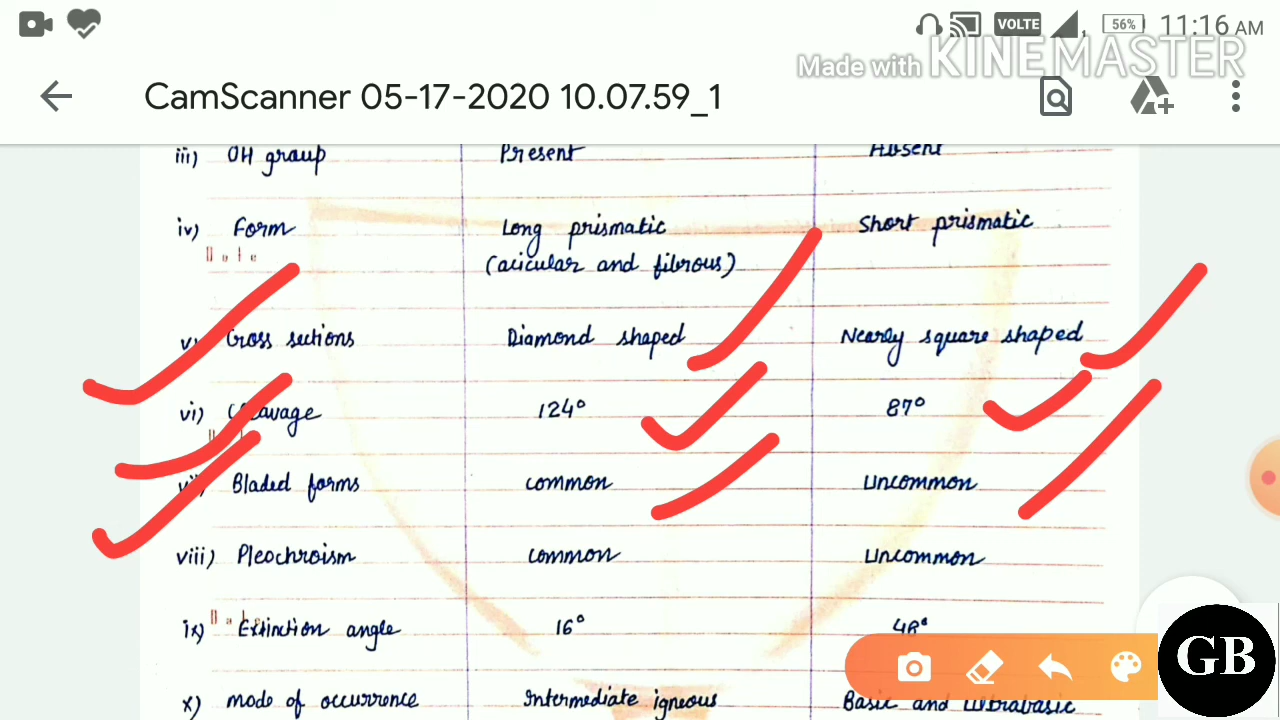 VOLTE 56% 11:16 AM
Made with KINEMASTER
CamScanner 05-17-2020 10.07.59_1
iii) OH group Present Absent
iv) Form Long prismatic Short prismatic
(acicular and fibrous)
v) Cross sections Diamond shaped Nearly square shaped
vi) Cleavage 124° 87°
vii) Bladed forms common Uncommon
viii) Pleochroism common Uncommon
ix) Extinction angle 16° 48°
x) mode of occurrence Intermediate igneous Basic and ultrabasic
GB